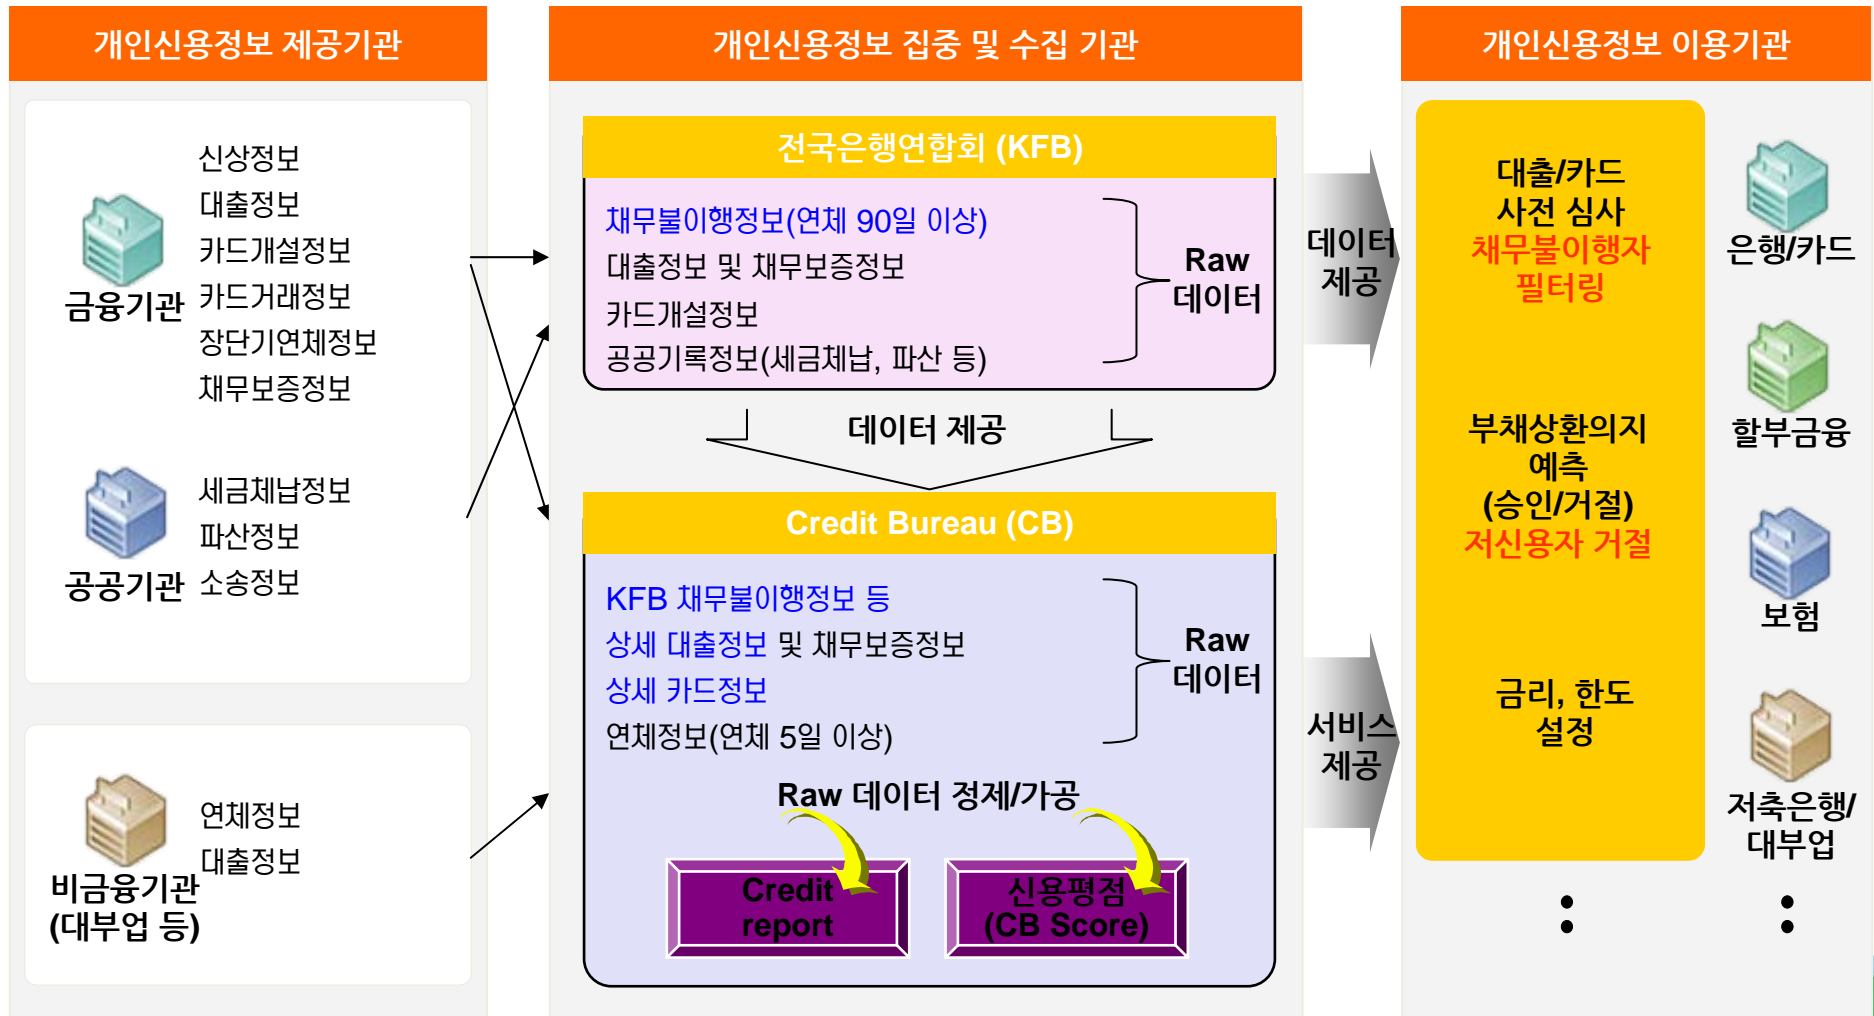 개인신용정보 제공기관
신상정보
대출정보
카드개설정보
카드거래정보
장단기연체정보
채무보증정보
금융기관
세금체납정보
파산정보
소송정보
공공기관
연체정보
대출정보
비금융기관
(대부업 등)
개인신용정보 집중 및 수집 기관
전국은행연합회 (KFB)
채무불이행정보(연체 90일 이상)
대출정보 및 채무보증정보
카드개설정보
공공기록정보(세금체납, 파산 등)
Raw
데이터
데이터 제공
Credit Bureau (CB)
KFB 채무불이행정보 등
상세 대출정보 및 채무보증정보
상세 카드정보
연체정보(연체 5일 이상)
Raw
데이터
Raw 데이터 정제/가공
Credit
report
신용평점
(CB Score)
데이터
제공
서비스
제공
개인신용정보 이용기관
대출/카드
사전 심사
채무불이행자
필터링
부채상환의지
예측
(승인/거절)
저신용자 거절
금리, 한도
설정
은행/카드
할부금융
보험
저축은행/
대부업